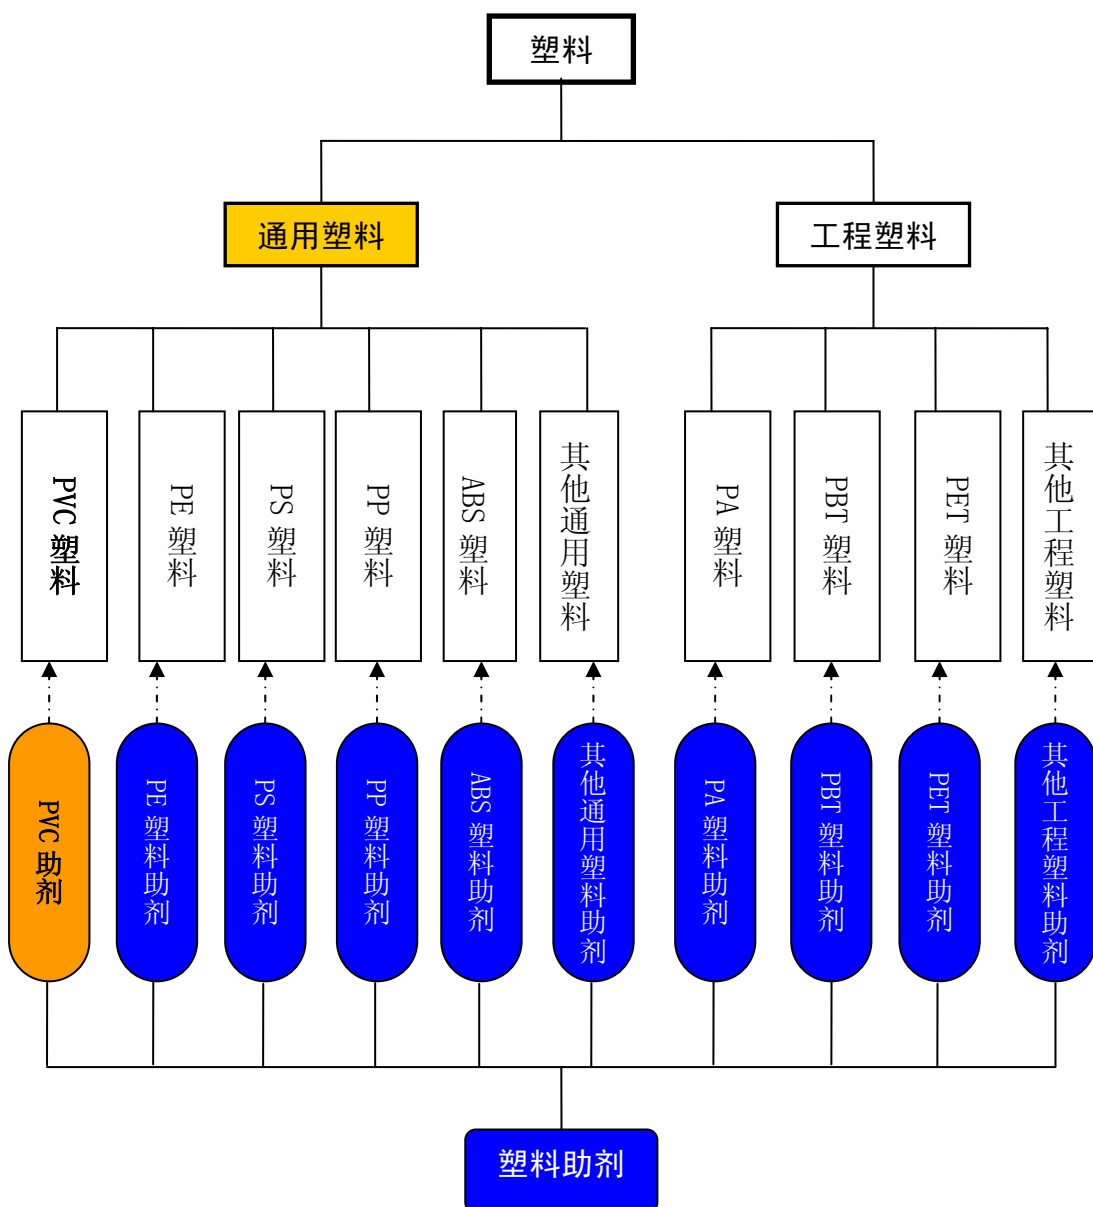 塑料
通用塑料
工程塑料
PVC 塑料
PE 塑料
PS 塑料
PP 塑料
ABS 塑料
其他通用塑料
PA 塑料
PBT 塑料
PET 塑料
其他工程塑料
PVC 助剂
PE 塑料助剂
PS 塑料助剂
PP 塑料助剂
ABS 塑料助剂
其他通用塑料助剂
PA 塑料助剂
PBT 塑料助剂
PET 塑料助剂
其他工程塑料助剂
塑料助剂